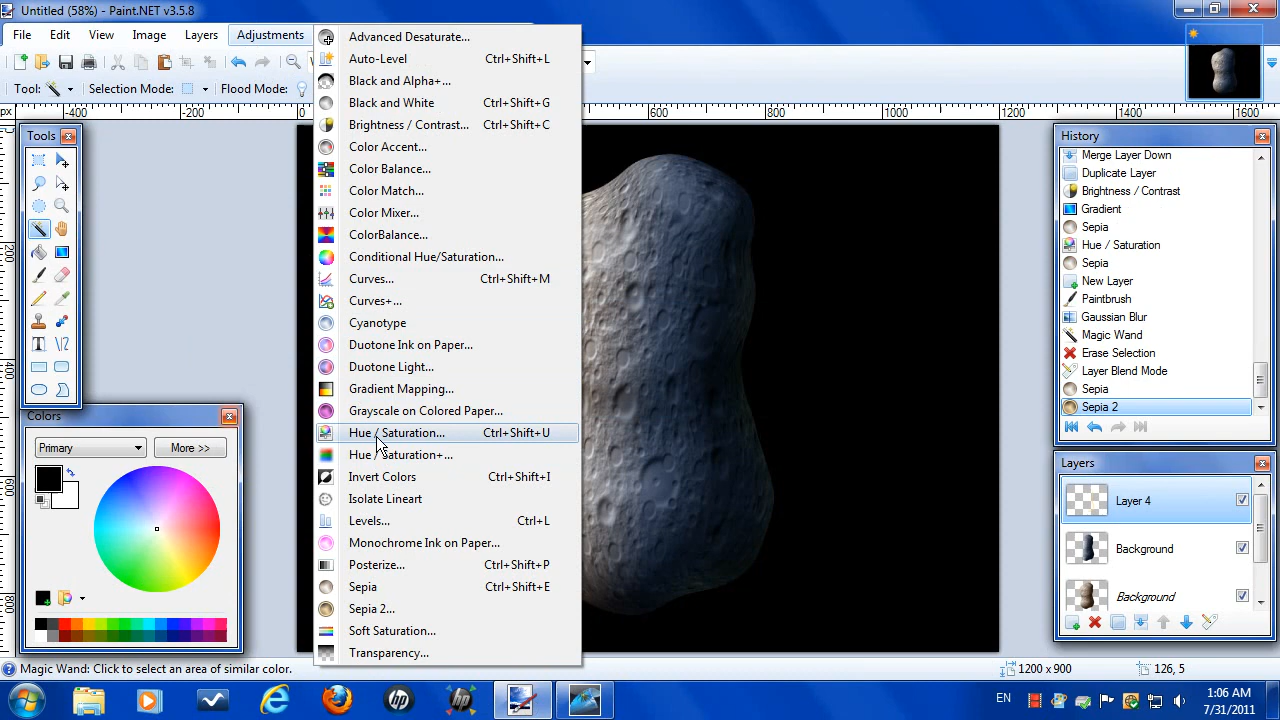 Untitled (58%) - Paint.NET v3.5.8
File Edit View Image Layers Adjustments
Tool: Selection Mode: Flood Mode:
px -400 -200 0 600 800 1000 1200 1400 1600
200
600
800
Tools
Advanced Desaturate...
Auto-Level Ctrl+Shift+L
Black and Alpha+...
Black and White Ctrl+Shift+G
Brightness / Contrast... Ctrl+Shift+C
Color Accent...
Color Balance...
Color Match...
Color Mixer...
ColorBalance...
Conditional Hue/Saturation...
Curves... Ctrl+Shift+M
Curves+...
Cyanotype
Duotone Ink on Paper...
Duotone Light...
Gradient Mapping...
Grayscale on Colored Paper...
Hue / Saturation... Ctrl+Shift+U
Hue / Saturation+...
Invert Colors Ctrl+Shift+I
Isolate Lineart
Levels... Ctrl+L
Monochrome Ink on Paper...
Posterize... Ctrl+Shift+P
Sepia Ctrl+Shift+E
Sepia 2...
Soft Saturation...
Transparency...
History
Merge Layer Down
Duplicate Layer
Brightness / Contrast
Gradient
Sepia
Hue / Saturation
Sepia
New Layer
Paintbrush
Gaussian Blur
Magic Wand
Erase Selection
Layer Blend Mode
Sepia
Sepia 2
Colors
Primary More >>
Layers
Layer 4
Background
Background
Magic Wand: Click to select an area of similar color.
1200 x 900 126, 5
hp
hp
EN
1:06 AM
7/31/2011